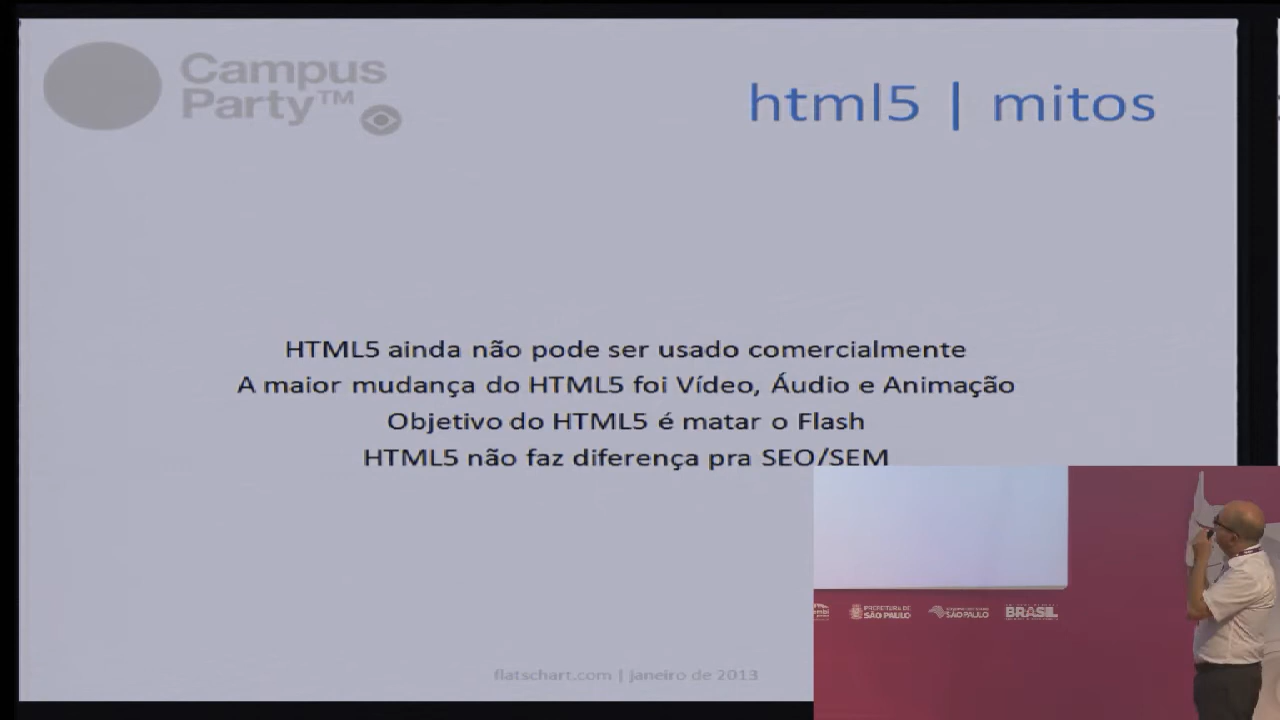 Campus
Party™
html5 | mitos
HTML5 ainda não pode ser usado comercialmente
A maior mudança do HTML5 foi Vídeo, Áudio e Animação
Objetivo do HTML5 é matar o Flash
HTML5 não faz diferença pra SEO/SEM
PREFEITURA DE
SÃO PAULO
SÃO PAULO
BRASIL
flatschart.com | janeiro de 2013